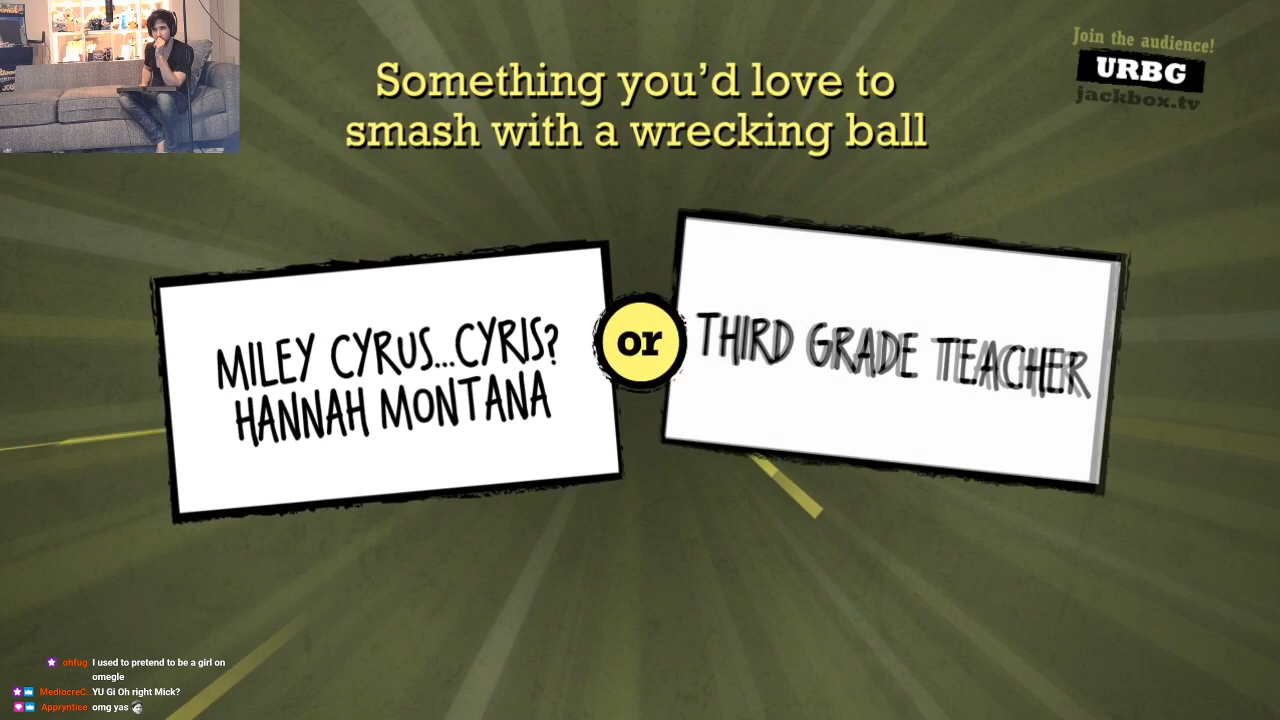 Something you'd love to
smash with a wrecking ball
Join the audience!
URBG
jackbox.tv
MILEY CYRUS...CYRIS?
HANNAH MONTANA
or
THIRD GRADE TEACHER
ohfug I used to pretend to be a girl on
omegle
MediocreC.. YU Gi Oh right Mick?
Appryntice omg yas